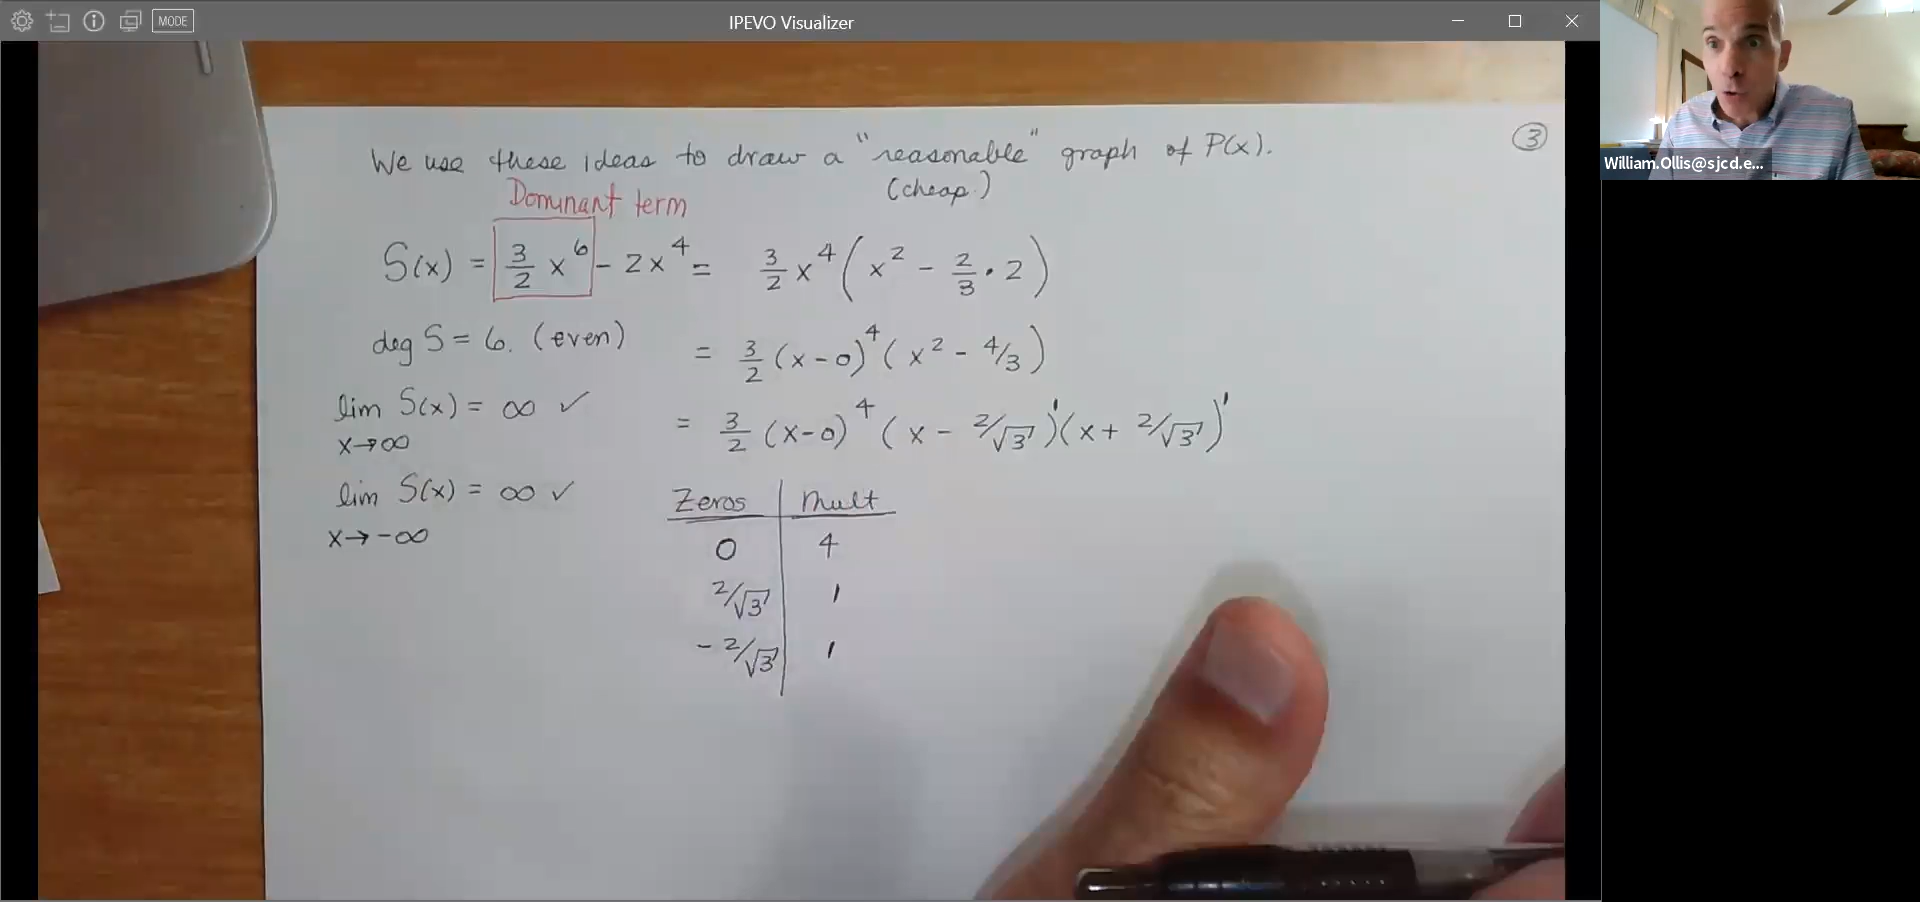 MODE
IPEVO Visualizer
William.Ollis@sjcd.e...
We use these ideas to draw a "reasonable" graph of P(x). ③
(cheap.)
Dominant term
S(x) = 3/2 x^6 - 2x^4 = 3/2 x^4 (x^2 - 2/3 • 2)
deg S = 6. (even)
= 3/2 (x-0)^4 (x^2 - 4/3)
lim S(x) = ∞ ✓
x→∞
= 3/2 (x-0)^4 (x - 2/√3)^1 (x + 2/√3)^1
lim S(x) = ∞ ✓
x→-∞
Zeros | Mult
0 | 4
2/√3 | 1
- 2/√3 | 1